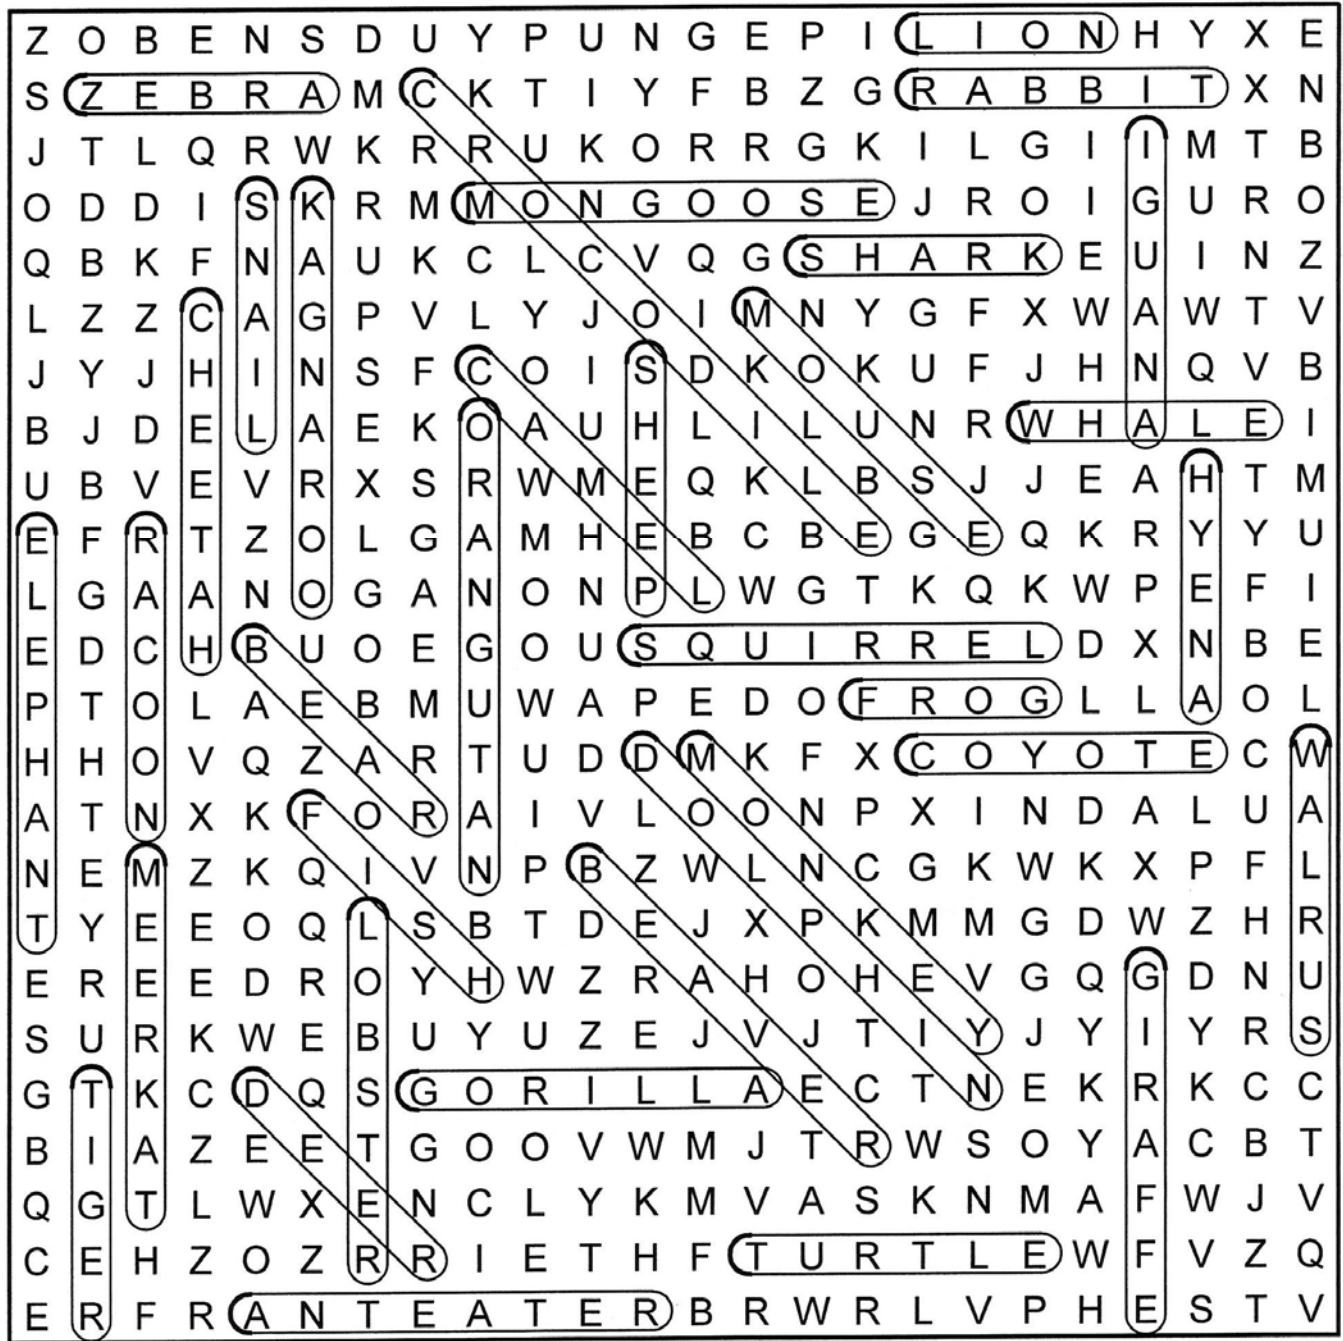 Z O B E N S D U Y P U N G E P I L I O N H Y X E
S Z E B R A M C K T I Y F B Z G R A B B I T X N
J T L Q R W K R R U K O R R G K I L G I I M T B
O D D I S K R M M O N G O O S E J R O I G U R O
Q B K F N A U K C L C V Q G S H A R K E U I N Z
L Z Z C A G P V L Y J O I M N Y G F X W A W T V
J Y J H I N S F C O I S D K O K U F J H N Q V B
B J D E L A E K O A U H L I L U N R W H A L E I
U B V E V R X S R W M E Q K L B S J J E A H T M
E F R T Z O L G A M H E B C B E G E Q K R Y Y U
L G A A N O G A N O N P L W G T K Q K W P E F I
E D C H B U O E G O U S Q U I R R E L D X N B E
P T O L A E B M U W A P E D O F R O G L L A O L
H H O V Q Z A R T U D D M K F X C O Y O T E C W
A T N X K F O R A I V L O O N P X I N D A L U A
N E M Z K Q I V N P B Z W L N C G K W K X P F L
T Y E E O Q L S B T D E J X P K M M G D W Z H R
E R E E D R O Y H W Z R A H O H E V G Q G D N U
S U R K W E B U Y U Z E J V J T I Y J Y I Y R S
G T K C D Q S G O R I L L A E C T N E K R K C C
B I A Z E E T G O O V W M J T R W S O Y A C B T
Q G T L W X E N C L Y K M V A S K N M A F W J V
C E H Z O Z R R I E T H F T U R T L E W F V Z Q
E R F R A N T E A T E R B R W R L V P H E S T V